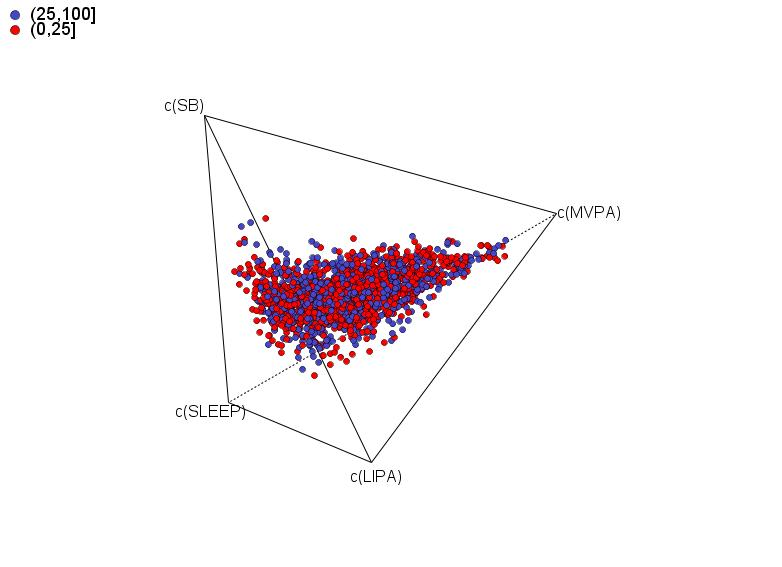 (25,100]
(0,25]
c(SB)
c(MVPA)
c(SLEEP)
c(LIPA)